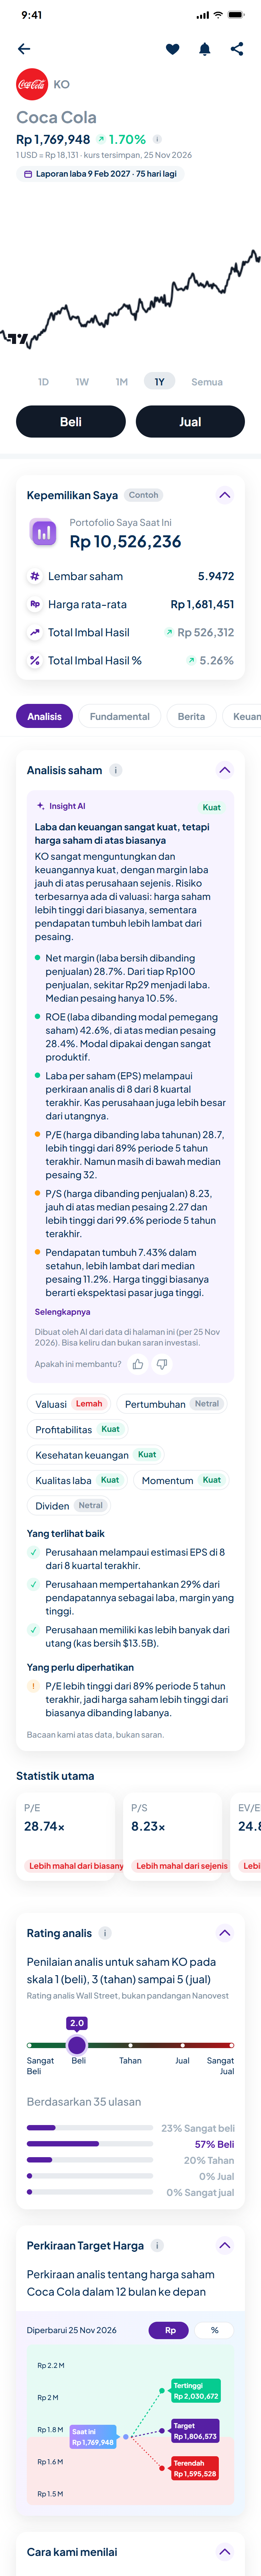 9:41
Coca-Cola
KO
Coca Cola
Rp 1,769,948 1.70%
1 USD = Rp 18,131 · kurs tersimpan, 25 Nov 2026
Laporan laba 9 Feb 2027 · 75 hari lagi
1D 1W 1M 1Y Semua
Beli Jual
Kepemilikan Saya Contoh
Portofolio Saya Saat Ini
Rp 10,526,236
Lembar saham 5.9472
Rp Harga rata-rata Rp 1,681,451
Total Imbal Hasil Rp 526,312
Total Imbal Hasil % 5.26%
Analisis Fundamental Berita Keuan
Analisis saham
Insight AI Kuat
Laba dan keuangan sangat kuat, tetapi
harga saham di atas biasanya
KO sangat menguntungkan dan
keuangannya kuat, dengan margin laba
jauh di atas perusahaan sejenis. Risiko
terbesarnya ada di valuasi: harga saham
lebih tinggi dari biasanya, sementara
pendapatan tumbuh lebih lambat dari
pesaing.
Net margin (laba bersih dibanding
penjualan) 28.7%. Dari tiap Rp100
penjualan, sekitar Rp29 menjadi laba.
Median pesaing hanya 10.5%.
ROE (laba dibanding modal pemegang
saham) 42.6%, di atas median pesaing
28.4%. Modal dipakai dengan sangat
produktif.
Laba per saham (EPS) melampaui
perkiraan analis di 8 dari 8 kuartal
terakhir. Kas perusahaan juga lebih besar
dari utangnya.
P/E (harga dibanding laba tahunan) 28.7,
lebih tinggi dari 89% periode 5 tahun
terakhir. Namun masih di bawah median
pesaing 32.
P/S (harga dibanding penjualan) 8.23,
jauh di atas median pesaing 2.27 dan
lebih tinggi dari 99.6% periode 5 tahun
terakhir.
Pendapatan tumbuh 7.43% dalam
setahun, lebih lambat dari median
pesaing 11.2%. Harga tinggi biasanya
berarti ekspektasi pasar juga tinggi.
Selengkapnya
Dibuat oleh AI dari data di halaman ini (per 25 Nov
2026). Bisa keliru dan bukan saran investasi.
Apakah ini membantu?
Valuasi Lemah Pertumbuhan Netral
Profitabilitas Kuat
Kesehatan keuangan Kuat
Kualitas laba Kuat Momentum Kuat
Dividen Netral
Yang terlihat baik
Perusahaan melampaui estimasi EPS di 8
dari 8 kuartal terakhir.
Perusahaan mempertahankan 29% dari
pendapatannya sebagai laba, margin yang
tinggi.
Perusahaan memiliki kas lebih banyak dari
utang (kas bersih $13.5B).
Yang perlu diperhatikan
P/E lebih tinggi dari 89% periode 5 tahun
terakhir, jadi harga saham lebih tinggi dari
biasanya dibanding labanya.
Bacaan kami atas data, bukan saran.
Statistik utama
P/E P/S EV/E
28.74× 8.23× 24.8
Lebih mahal dari biasany Lebih mahal dari sejenis Lebi
Rating analis
Penilaian analis untuk saham KO pada
skala 1 (beli), 3 (tahan) sampai 5 (jual)
Rating analis Wall Street, bukan pandangan Nanovest
2.0
Sangat Beli Tahan Jual Sangat
Beli Jual
Berdasarkan 35 ulasan
23% Sangat beli
57% Beli
20% Tahan
0% Jual
0% Sangat jual
Perkiraan Target Harga
Perkiraan analis tentang harga saham
Coca Cola dalam 12 bulan ke depan
Diperbarui 25 Nov 2026 Rp %
Rp 2.2 M
Rp 2 M
Rp 1.8 M
Rp 1.6 M
Rp 1.5 M
Saat ini
Rp 1,769,948
Tertinggi
Rp 2,030,672
Target
Rp 1,806,573
Terendah
Rp 1,595,528
Cara kami menilai